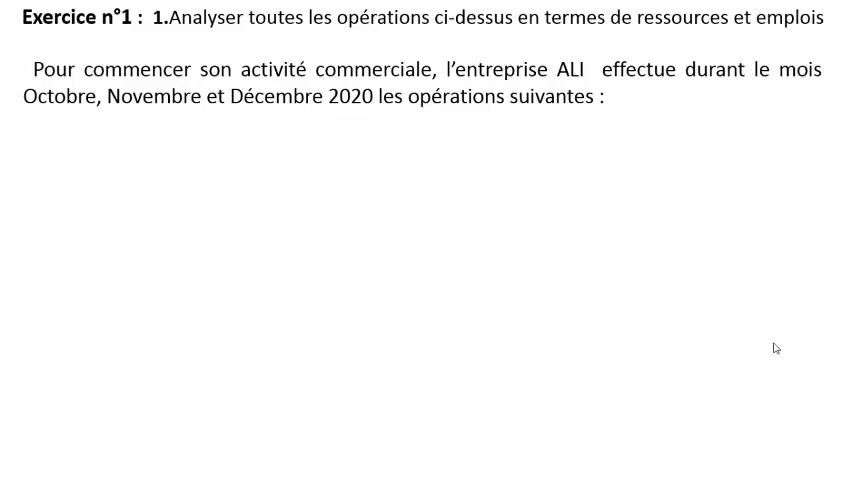 Exercice n°1 : 1.Analyser toutes les opérations ci-dessus en termes de ressources et emplois
Pour commencer son activité commerciale, l'entreprise ALI effectue durant le mois
Octobre, Novembre et Décembre 2020 les opérations suivantes :